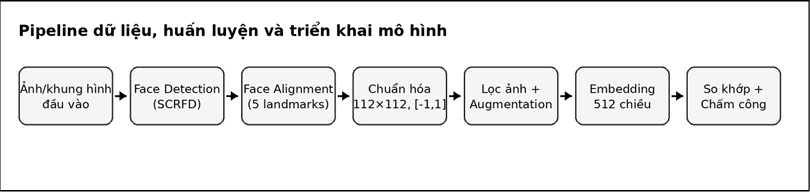 Pipeline dữ liệu, huấn luyện và triển khai mô hình
Ảnh/khung hình
đầu vào
Face Detection
(SCRFD)
Face Alignment
(5 landmarks)
Chuẩn hóa
112×112, [-1,1]
Lọc ảnh +
Augmentation
Embedding
512 chiều
So khớp +
Chấm công